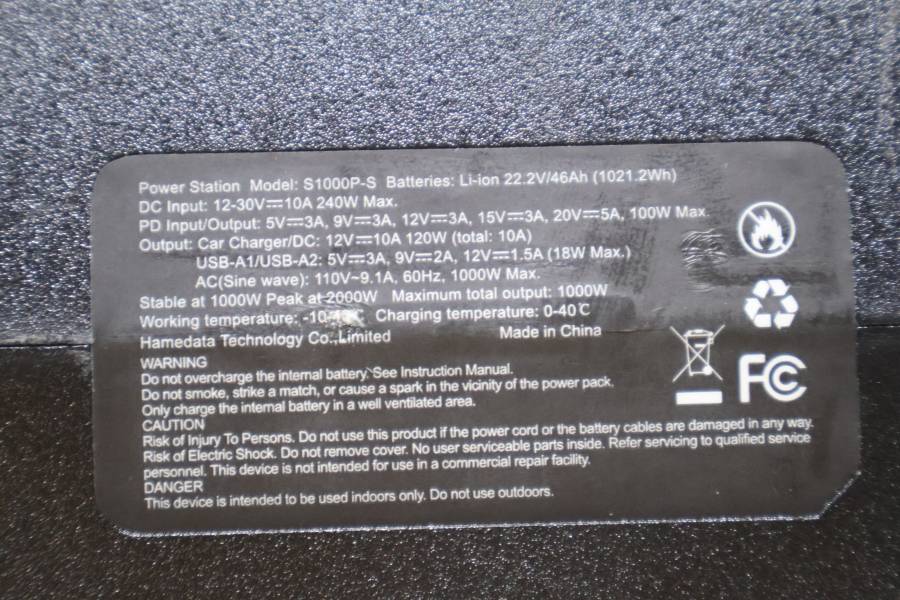 Power Station Model: S1000P-S Batteries: Li-ion 22.2V/46Ah (1021.2Wh)
DC Input: 12-30V⎓10A 240W Max.
PD Input/Output: 5V⎓3A, 9V⎓3A, 12V⎓3A, 15V⎓3A, 20V⎓5A, 100W Max.
Output: Car Charger/DC: 12V⎓10A 120W (total: 10A)
USB-A1/USB-A2: 5V⎓3A, 9V⎓2A, 12V⎓1.5A (18W Max.)
AC(Sine wave): 110V~9.1A, 60Hz, 1000W Max.
Stable at 1000W Peak at 2000W Maximum total output: 1000W
Working temperature: Charging temperature: 0-40℃
Hamedata Technology Co.,Limited Made in China
WARNING
Do not overcharge the internal battery. See Instruction Manual.
Do not smoke, strike a match, or cause a spark in the vicinity of the power pack.
Only charge the internal battery in a well ventilated area.
CAUTION
Risk of Injury To Persons. Do not use this product if the power cord or the battery cables are damaged in any way.
Risk of Electric Shock. Do not remove cover. No user serviceable parts inside. Refer servicing to qualified service
personnel. This device is not intended for use in a commercial repair facility.
DANGER
This device is intended to be used indoors only. Do not use outdoors.
FC